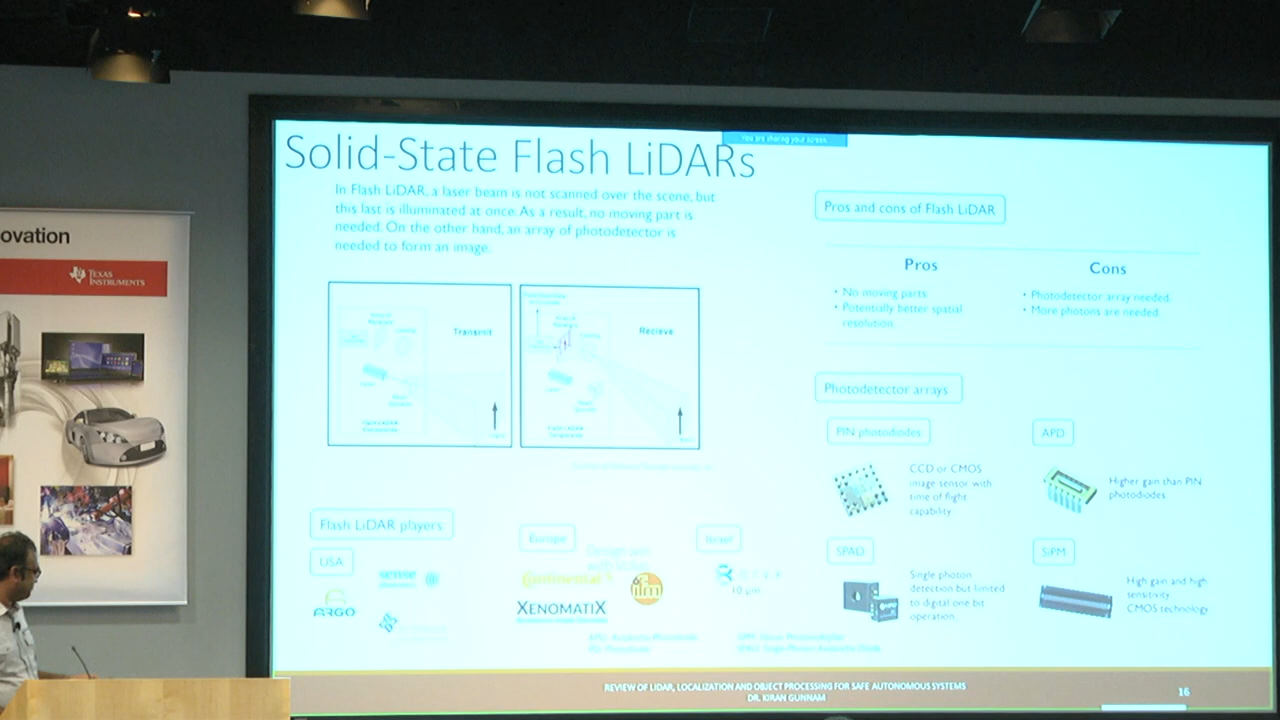 ovation
TEXAS
INSTRUMENTS
You are sharing your screen
Solid-State Flash LiDARs
In Flash LiDAR, a laser beam is not scanned over the scene, but
this last is illuminated at once. As a result, no moving part is
needed. On the other hand, an array of photodetector is
needed to form an image.
Transmit
Recieve
Flash LiDAR players:
USA
ARGO
Europe
Continental
ifm
XENOMATIX
Israel
Pros and cons of Flash LiDAR
Pros
• No moving parts
• Potentially better spatial
resolution.
Cons
• Photodetector array needed.
• More photons are needed.
Photodetector arrays
PIN photodiodes
CCD or CMOS
image sensor with
time of flight
capability.
APD
Higher gain than PIN
photodiodes
SPAD
Single photon
detection but limited
to digital one bit
operation.
SiPM
High gain and high
sensitivity
CMOS technology
REVIEW OF LIDAR, LOCALIZATION AND OBJECT PROCESSING FOR SAFE AUTONOMOUS SYSTEMS
DR. KIRAN GUNNAM
16